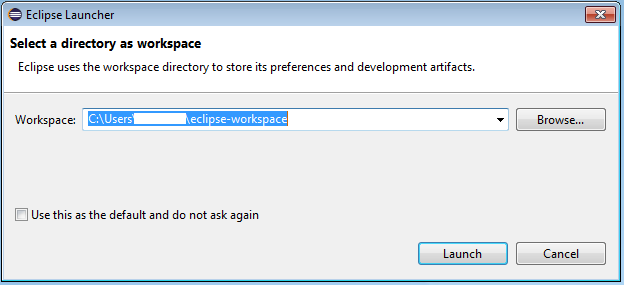 Eclipse Launcher
Select a directory as workspace
Eclipse uses the workspace directory to store its preferences and development artifacts.
Workspace: C:\Users\ \eclipse-workspace Browse...
Use this as the default and do not ask again
Launch Cancel